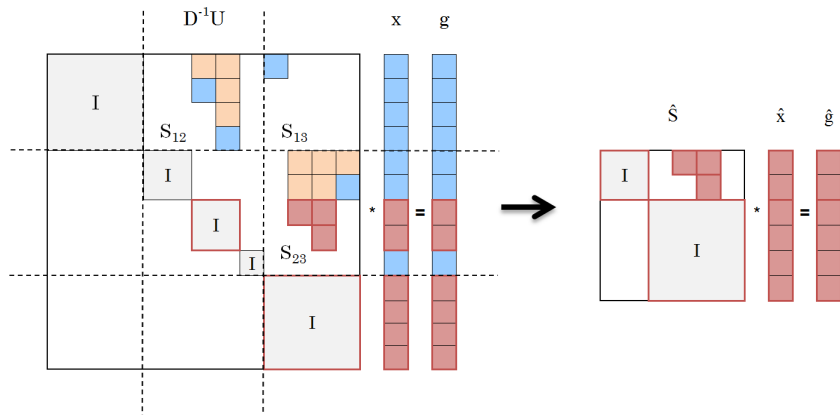 D⁻¹U x g
I
S₁₂ S₁₃
I
I
* =
I S₂₃
I
Ŝ x̂ ĝ
I
* =
I